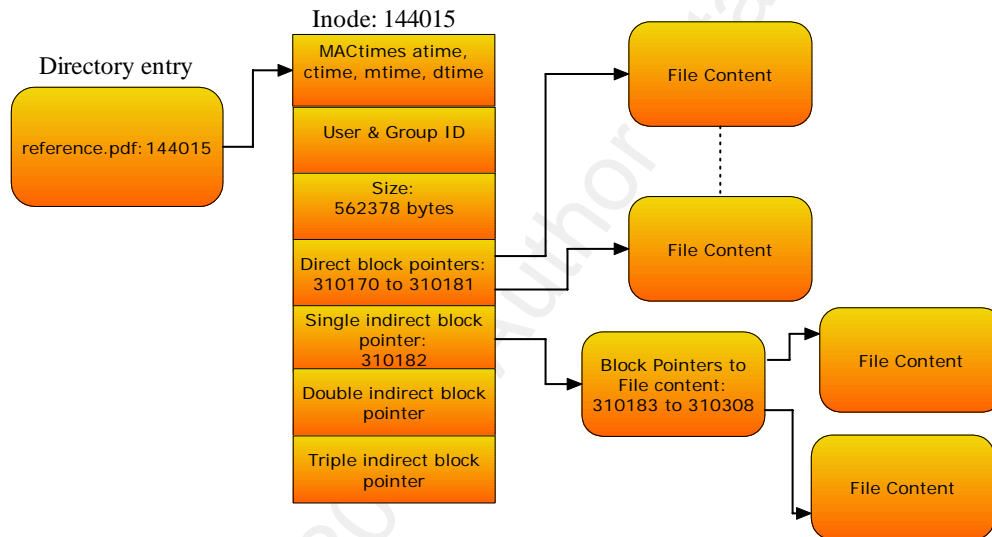 Inode: 144015
Directory entry
reference.pdf: 144015
MACtimes atime,
ctime, mtime, dtime
User & Group ID
Size:
562378 bytes
Direct block pointers:
310170 to 310181
Single indirect block
pointer:
310182
Double indirect block
pointer
Triple indirect block
pointer
File Content
File Content
Block Pointers to
File content:
310183 to 310308
File Content
File Content
Author